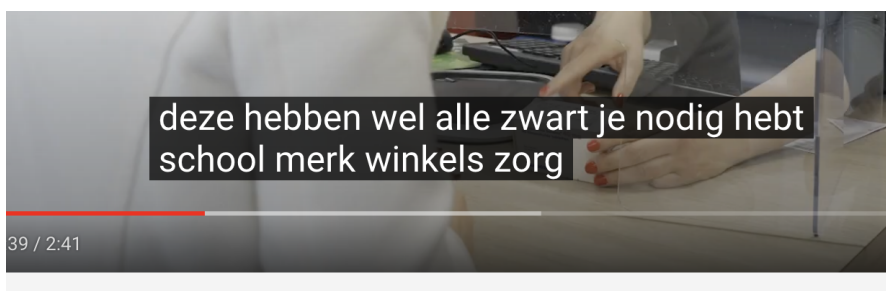 deze hebben wel alle zwart je nodig hebt
school merk winkels zorg
39 / 2:41